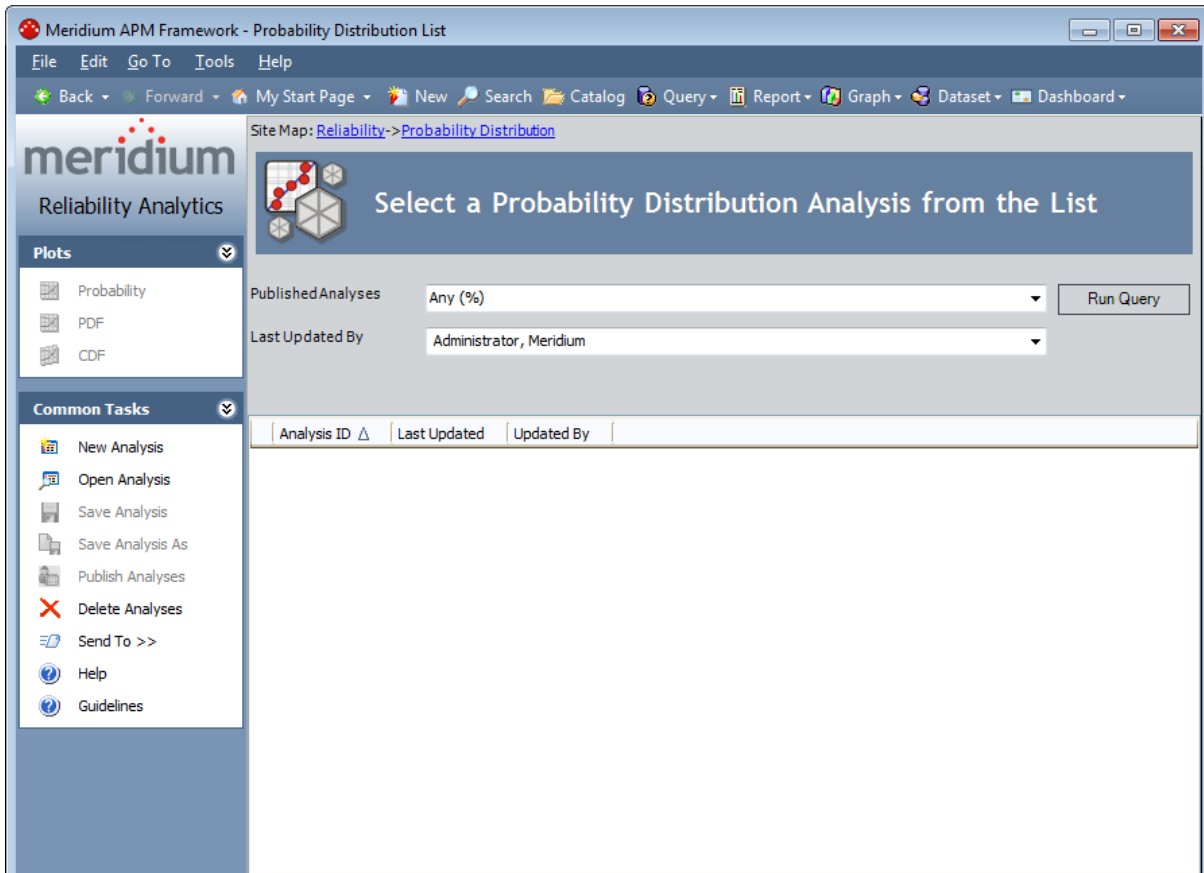 Meridium APM Framework - Probability Distribution List
File Edit Go To Tools Help
Back Forward My Start Page New Search Catalog Query Report Graph Dataset Dashboard
meridium
Reliability Analytics
Plots
Probability
PDF
CDF
Common Tasks
New Analysis
Open Analysis
Save Analysis
Save Analysis As
Publish Analyses
Delete Analyses
Send To >>
Help
Guidelines
Site Map: Reliability->Probability Distribution
Select a Probability Distribution Analysis from the List
Published Analyses Any (%) Run Query
Last Updated By Administrator, Meridium
Analysis ID Last Updated Updated By